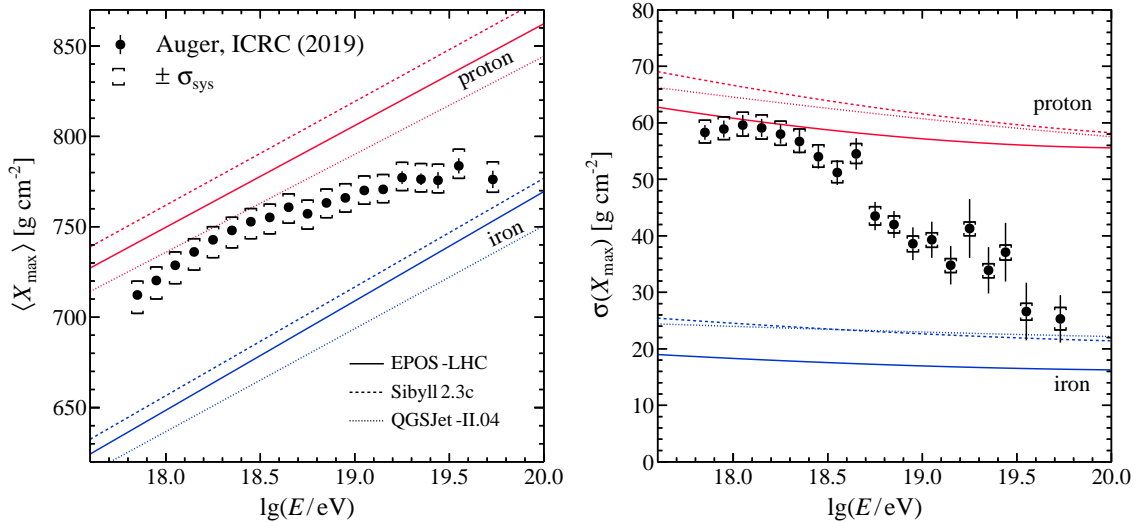 850
800
750
700
650
⟨X_max⟩ [g cm⁻²]
Auger, ICRC (2019)
± σ_sys
proton
iron
EPOS-LHC
Sibyll 2.3c
QGSJet-II.04
18.0 18.5 19.0 19.5 20.0
lg(E/eV)
80
70
60
50
40
30
20
10
0
σ(X_max) [g cm⁻²]
proton
iron
18.0 18.5 19.0 19.5 20.0
lg(E/eV)